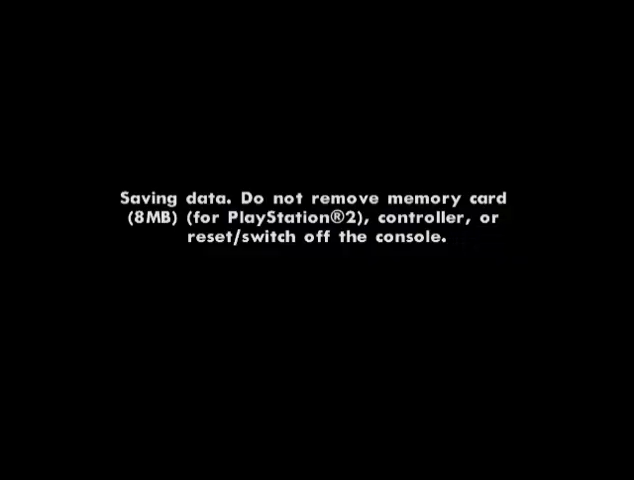 Saving data. Do not remove memory card
(8MB) (for PlayStation®2), controller, or
reset/switch off the console.